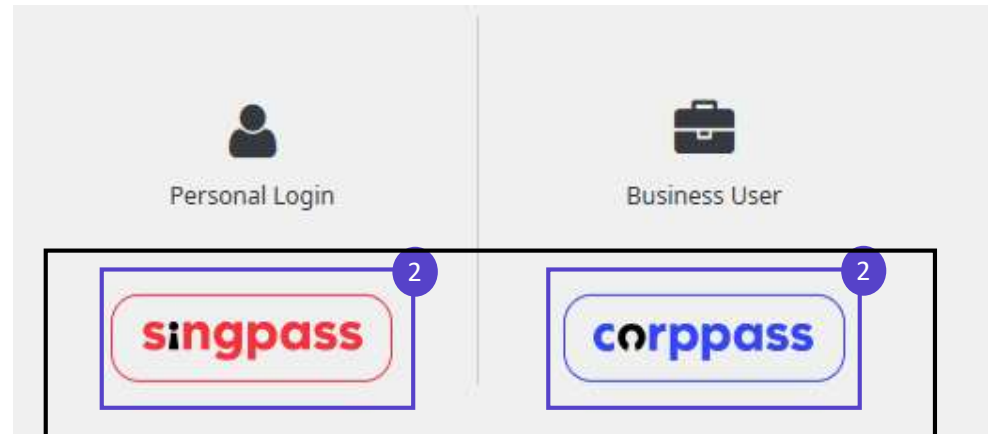 Personal Login
Business User
2
2
singpass
corppass